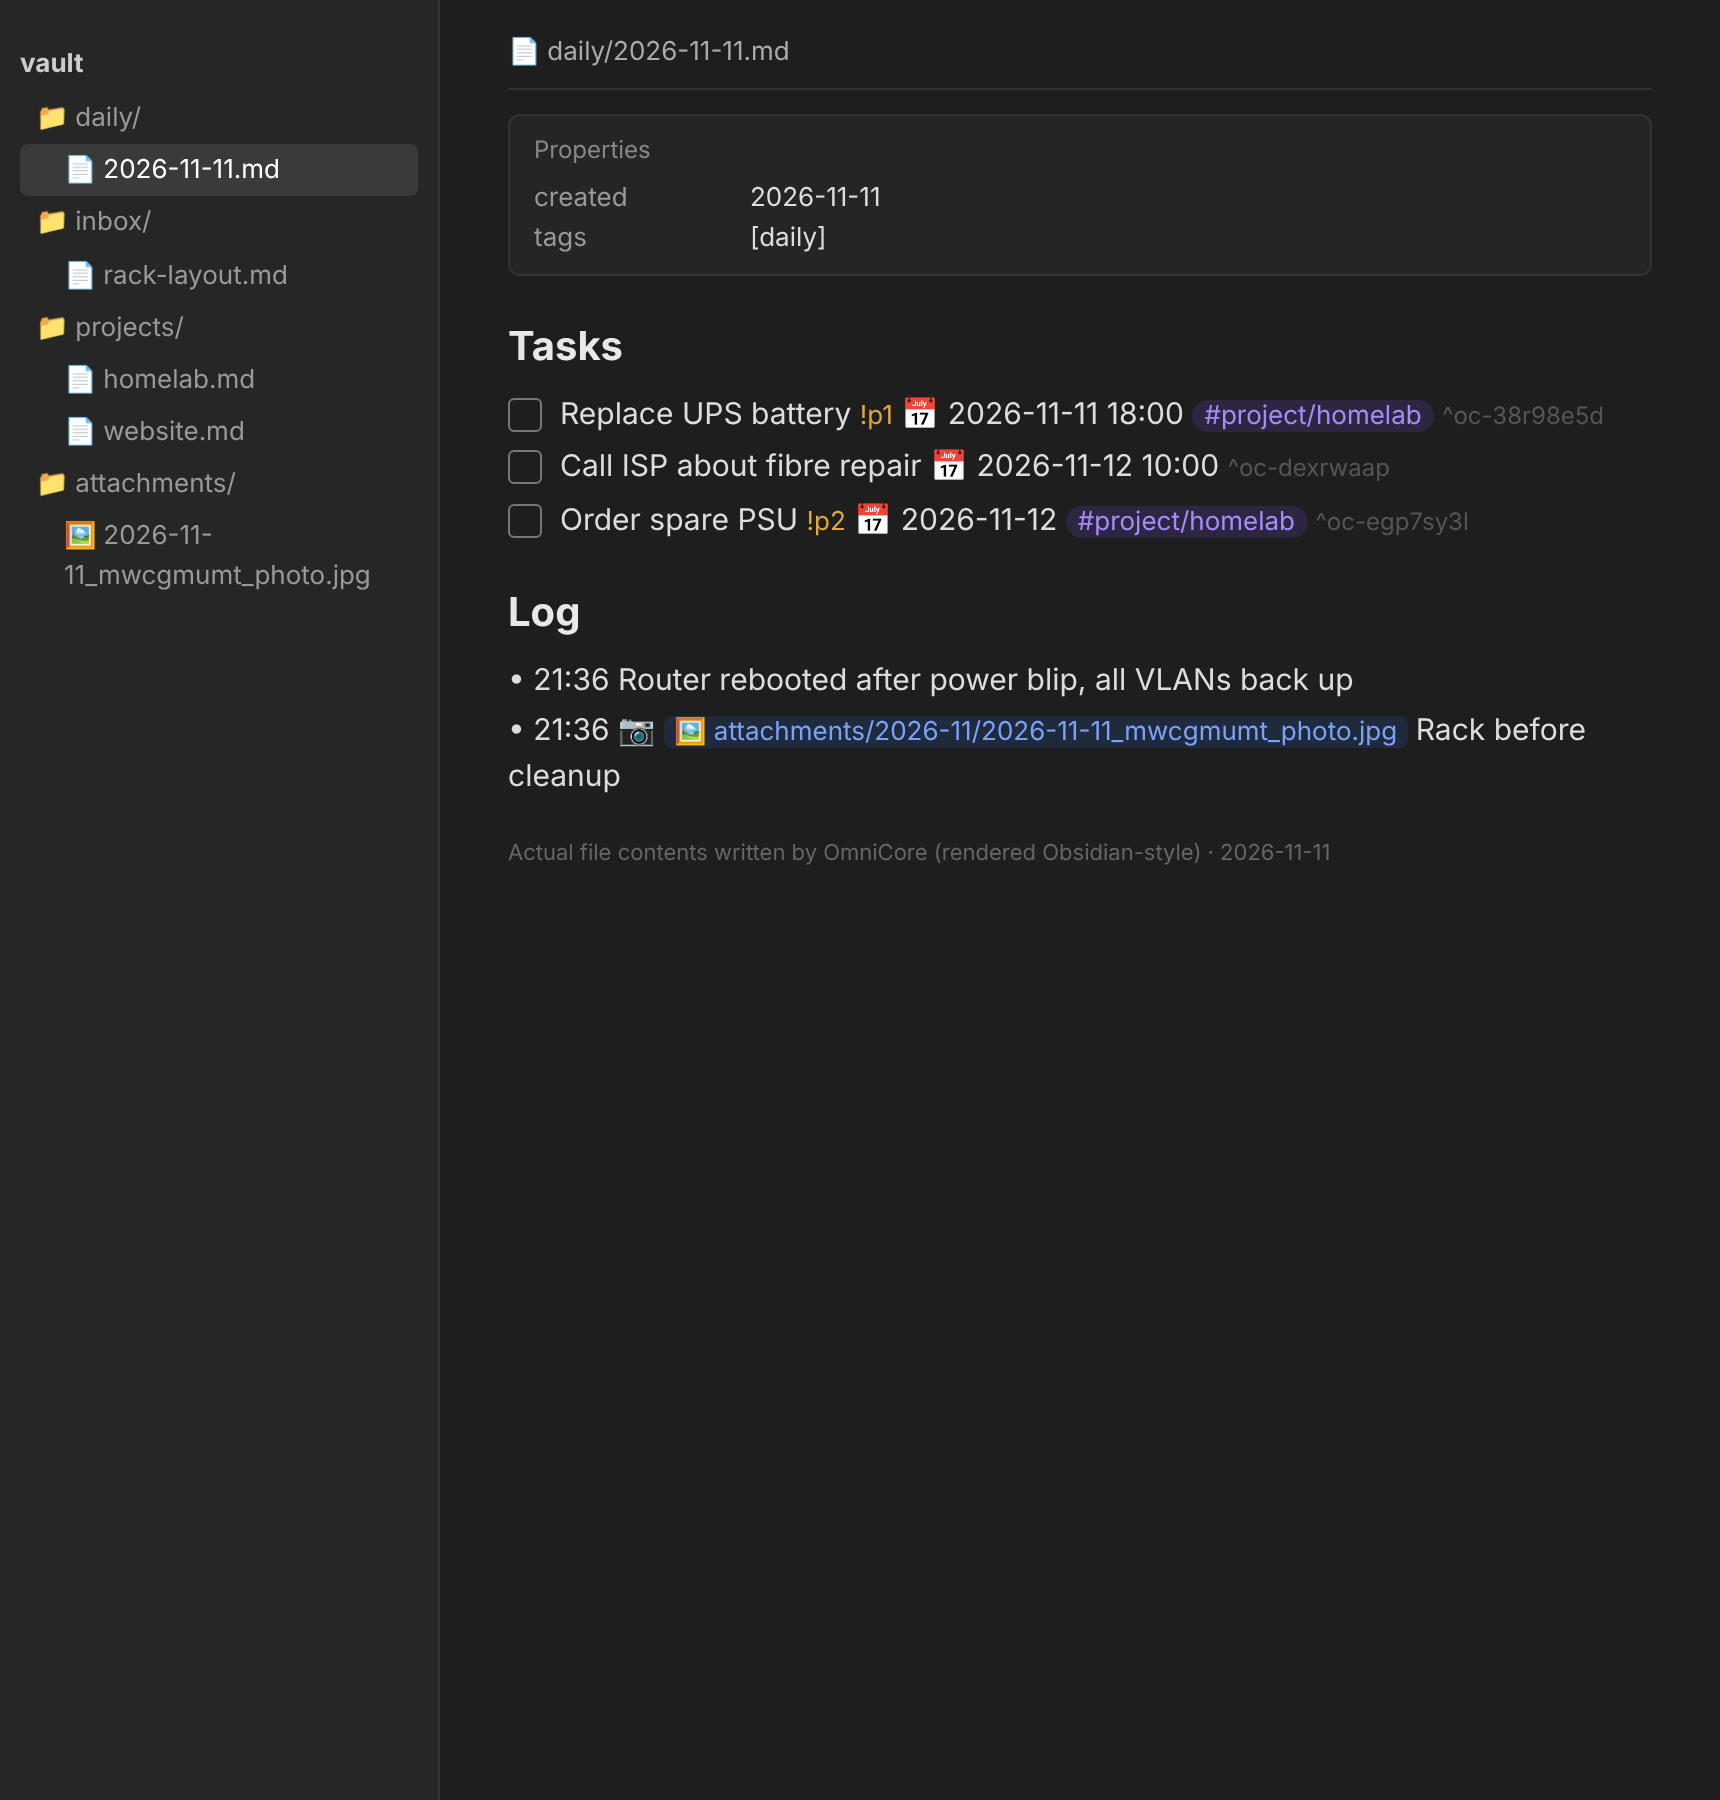 vault
📁 daily/
📄 2026-11-11.md
📁 inbox/
📄 rack-layout.md
📁 projects/
📄 homelab.md
📄 website.md
📁 attachments/
🖼️ 2026-11-
11_mwcgmumt_photo.jpg
📄 daily/2026-11-11.md
Properties
created 2026-11-11
tags [daily]
Tasks
Replace UPS battery !p1 📅 2026-11-11 18:00 #project/homelab ^oc-38r98e5d
Call ISP about fibre repair 📅 2026-11-12 10:00 ^oc-dexrwaap
Order spare PSU !p2 📅 2026-11-12 #project/homelab ^oc-egp7sy3l
Log
• 21:36 Router rebooted after power blip, all VLANs back up
• 21:36 📷 🖼️ attachments/2026-11/2026-11-11_mwcgmumt_photo.jpg Rack before
cleanup
Actual file contents written by OmniCore (rendered Obsidian-style) · 2026-11-11